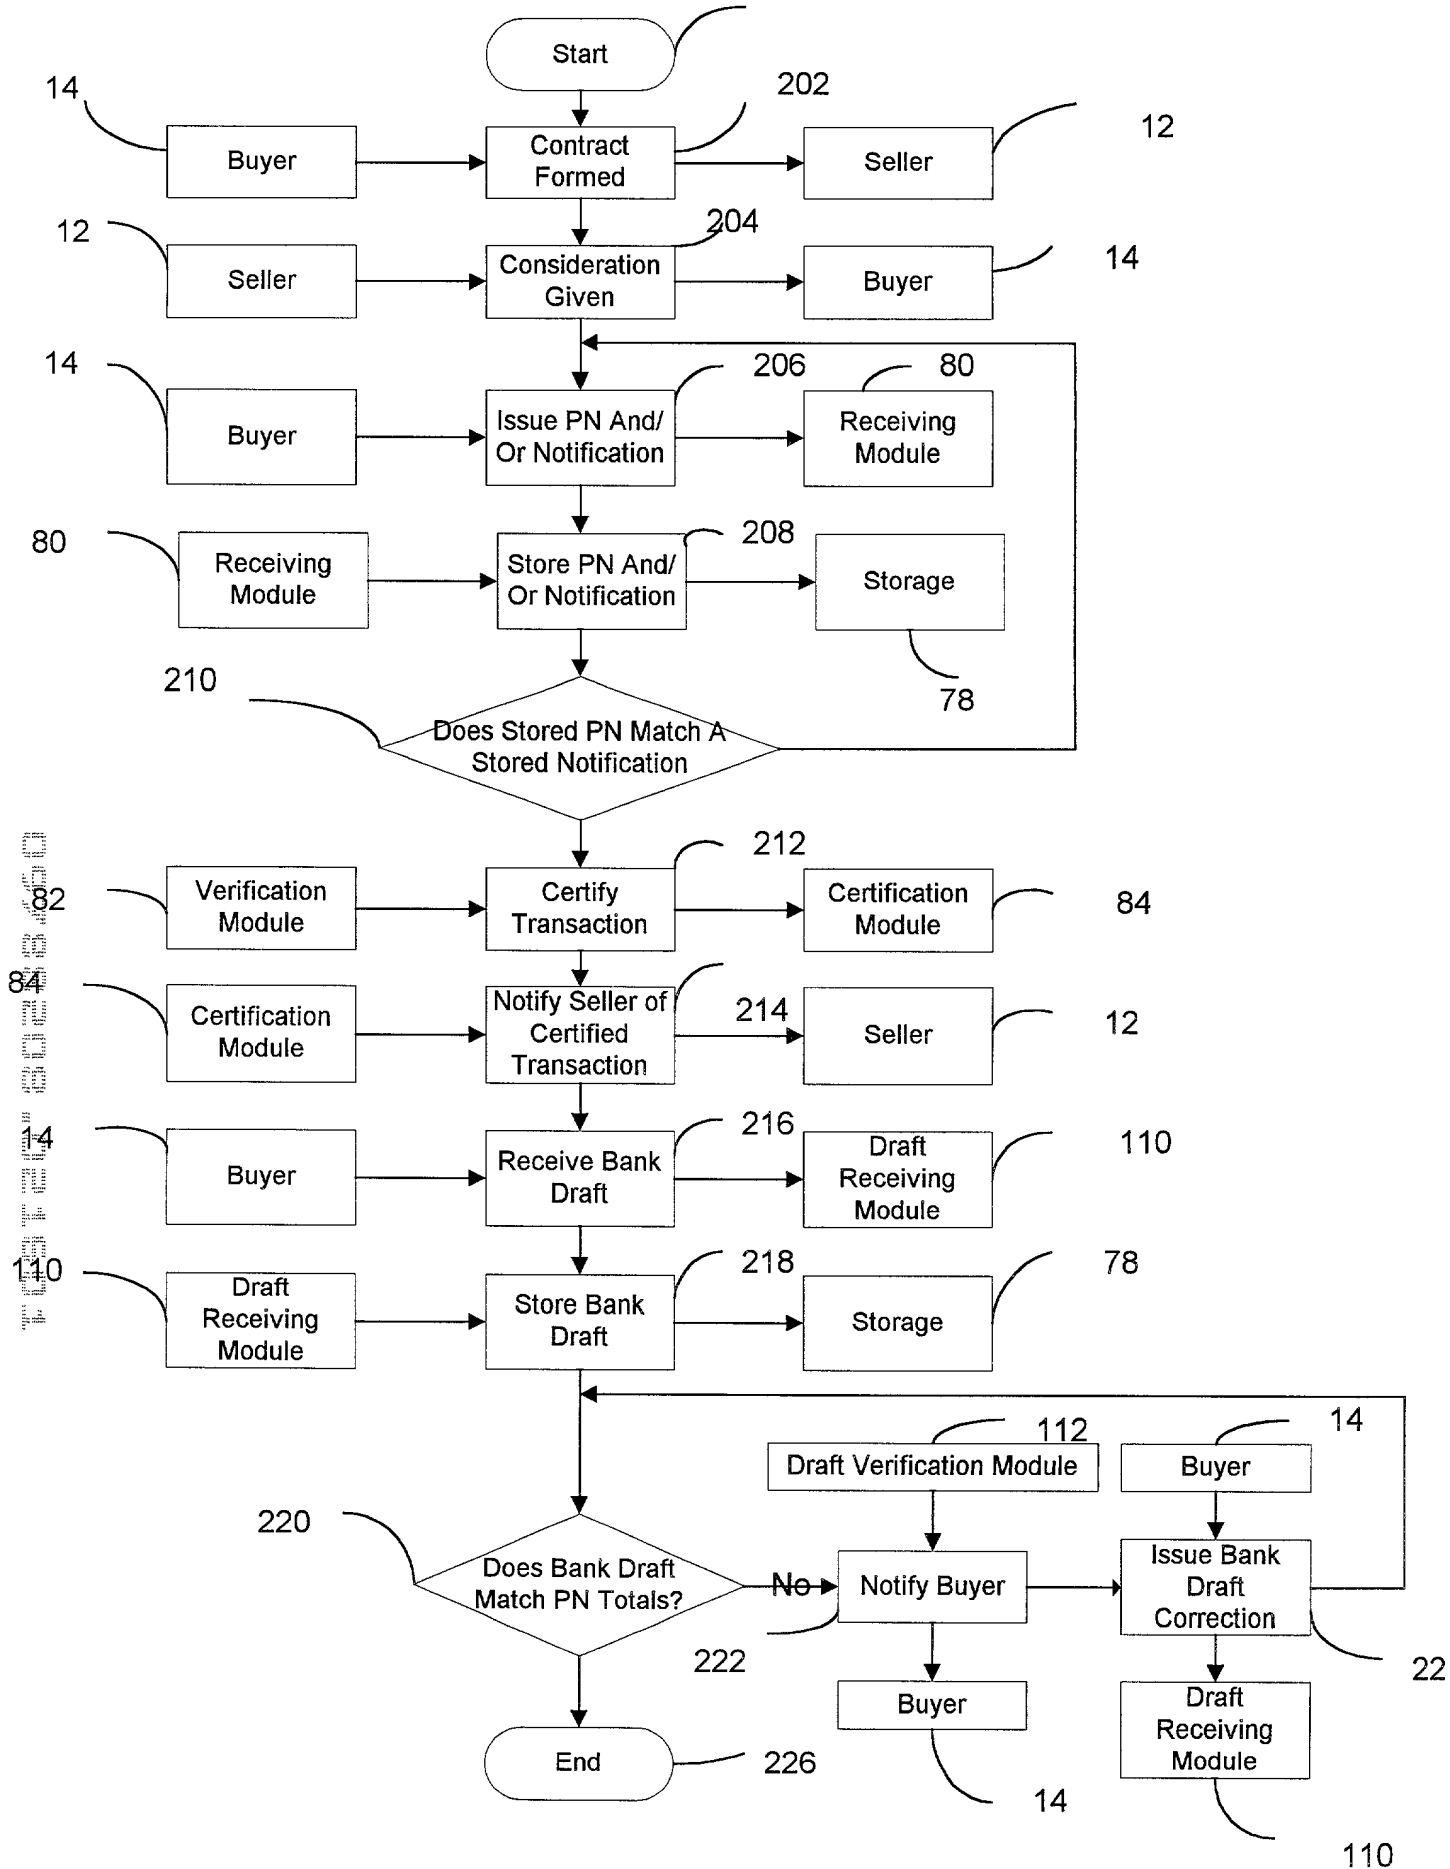 Start
14
202
12
Buyer
Contract
Formed
Seller
12
204
14
Seller
Consideration
Given
Buyer
14
206
80
Buyer
Issue PN And/
Or Notification
Receiving
Module
80
208
Receiving
Module
Store PN And/
Or Notification
Storage
210
78
Does Stored PN Match A
Stored Notification
212
82
Verification
Module
Certify
Transaction
Certification
Module
84
84
Certification
Module
Notify Seller of
Certified
Transaction
214
Seller
12
14
216
110
Buyer
Receive Bank
Draft
Draft
Receiving
Module
110
218
78
Draft
Receiving
Module
Store Bank
Draft
Storage
112
14
Draft Verification Module
Buyer
220
Does Bank Draft
Match PN Totals?
No
Notify Buyer
Issue Bank
Draft
Correction
222
22
Buyer
Draft
Receiving
Module
End
226
14
110